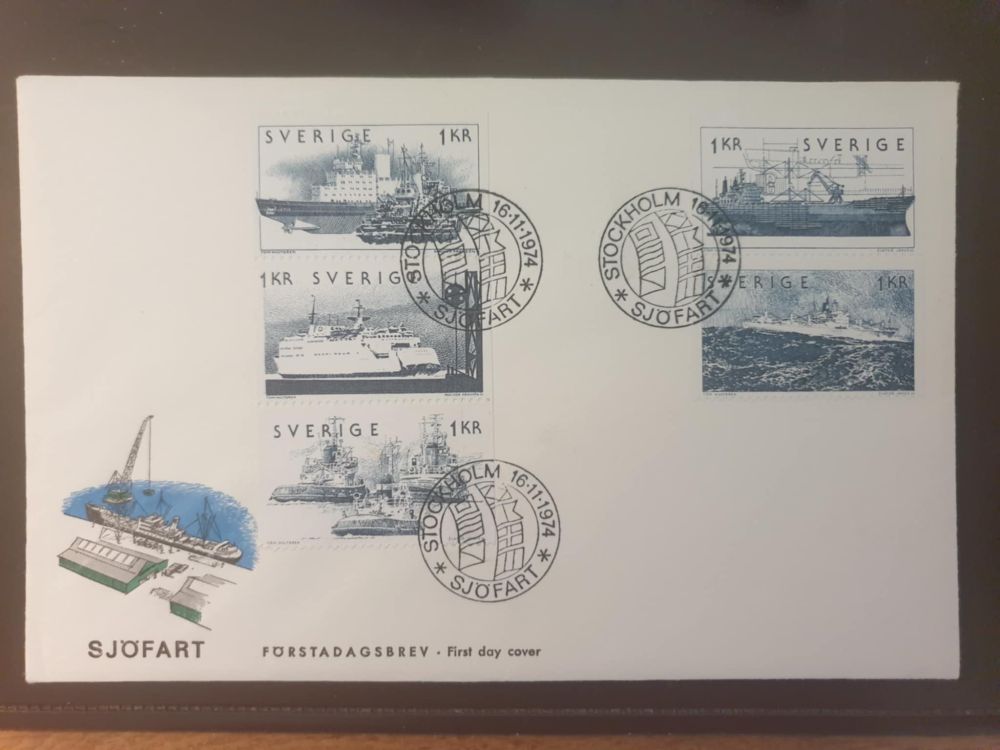 SVERIGE 1KR
1KR SVERIGE
SVERIGE 1KR
1KR SVERIGE
SVERIGE 1KR
STOCKHOLM 16·11·1974
* SJÖFART *
STOCKHOLM 16·11·1974
* SJÖFART *
STOCKHOLM 16·11·1974
* SJÖFART *
SJÖFART
FÖRSTADAGSBREV · First day cover